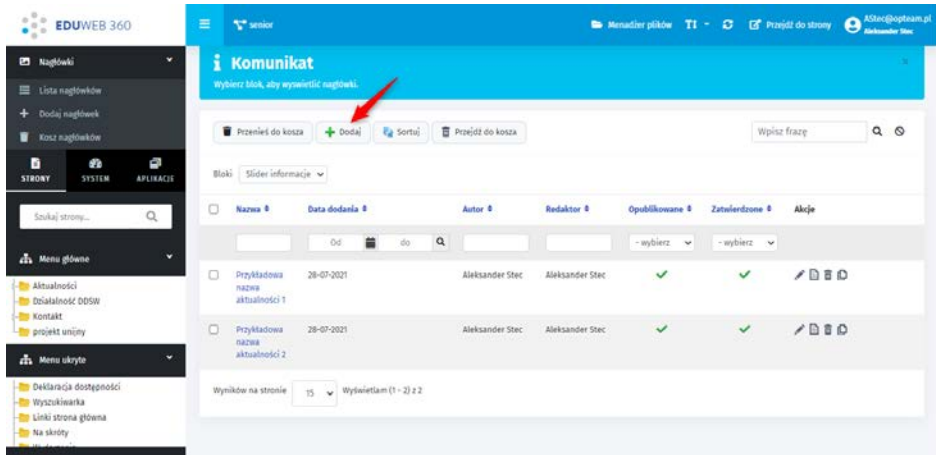 EDUWEB 360
senior
Menadżer plików
Przejdź do strony
AStec@opteam.pl
Aleksander Stec
Nagłówki
Lista nagłówków
Dodaj nagłówek
Kosz nagłówków
STRONY
SYSTEM
APLIKACJE
Szukaj strony...
Menu główne
Aktualności
Działalność DDSW
Kontakt
projekt unijny
Menu ukryte
Deklaracja dostępności
Wyszukiwarka
Linki strona główna
Na skróty
Komunikat
Wybierz blok, aby wyswietlić nagłówki.
Przenieś do kosza
Dodaj
Sortuj
Przejdź do kosza
Wpisz frazę
Bloki Slider informacje
Nazwa Data dodania Autor Redaktor Opublikowane Zatwierdzone Akcje
Od do - wybierz - wybierz
Przykładowa 28-07-2021 Aleksander Stec Aleksander Stec
nazwa
aktualności 1
Przykładowa 28-07-2021 Aleksander Stec Aleksander Stec
nazwa
aktualności 2
Wyników na stronie 15 Wyświetlam (1 - 2) z 2